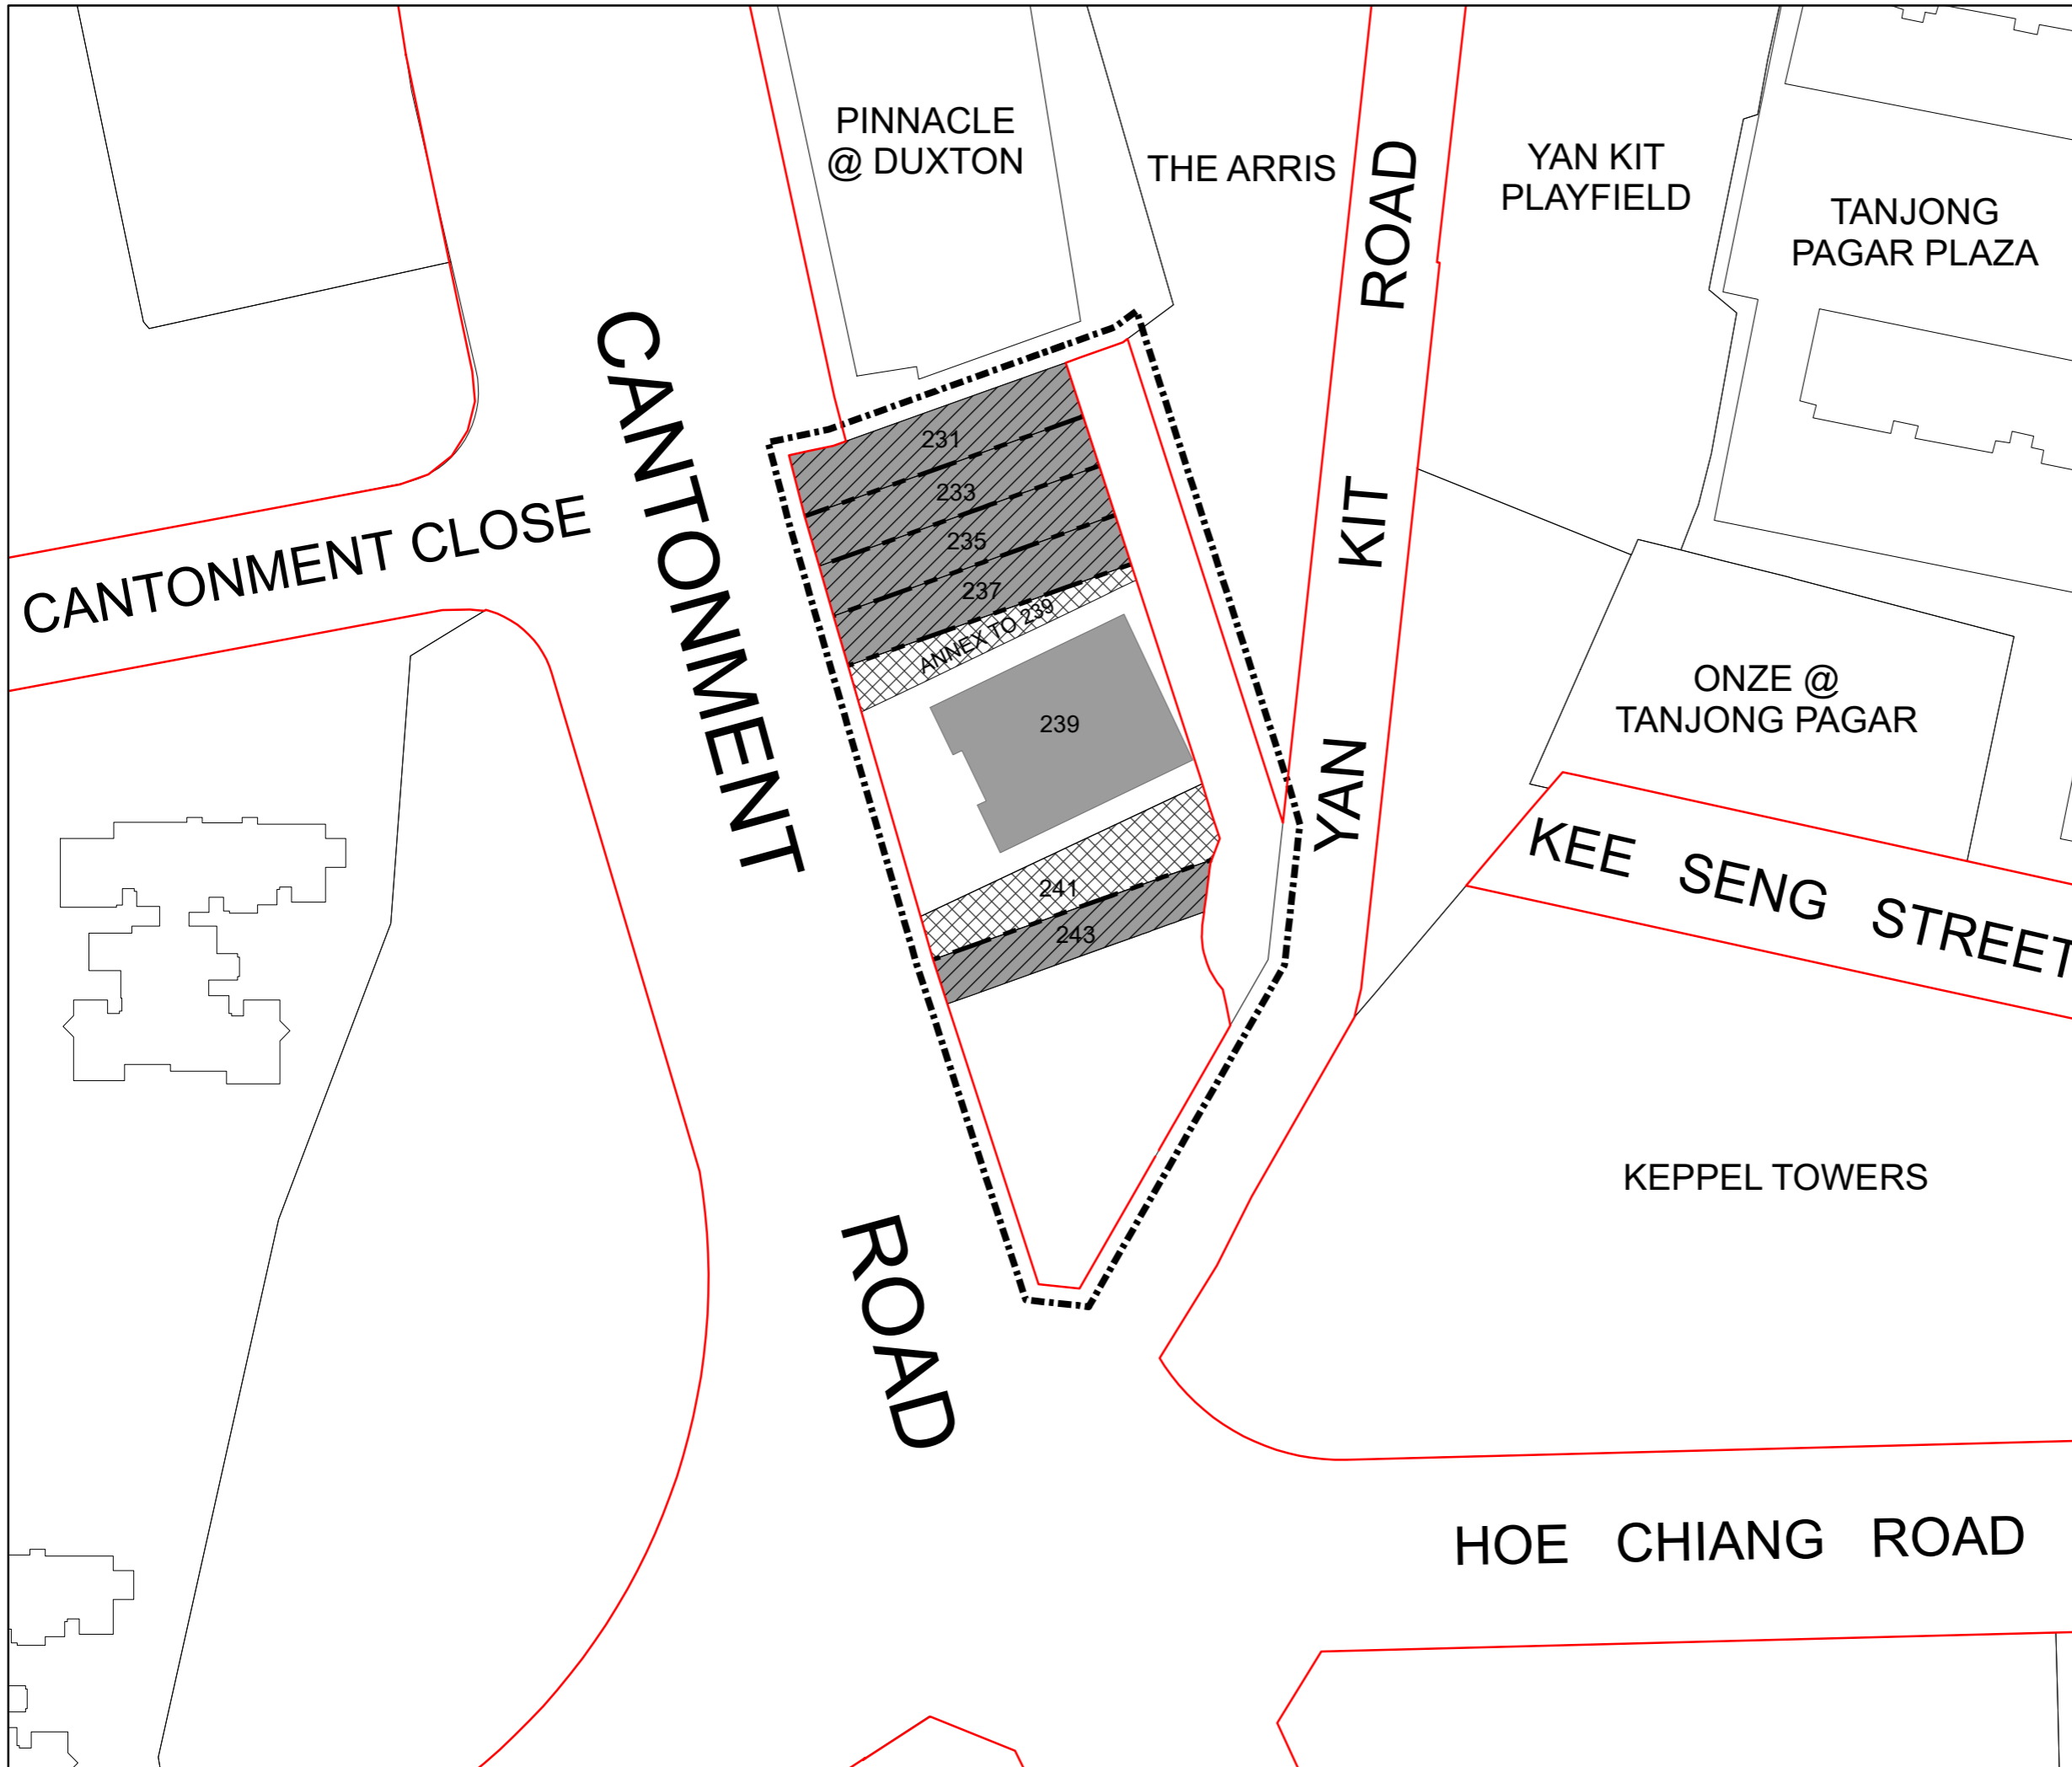 PINNACLE
@ DUXTON
THE ARRIS
YAN KIT
PLAYFIELD
TANJONG
PAGAR PLAZA
CANTONMENT ROAD
YAN KIT ROAD
CANTONMENT CLOSE
231
233
235
237
ANNEX TO 239
239
241
243
ONZE @
TANJONG PAGAR
KEE SENG STREET
KEPPEL TOWERS
HOE CHIANG ROAD